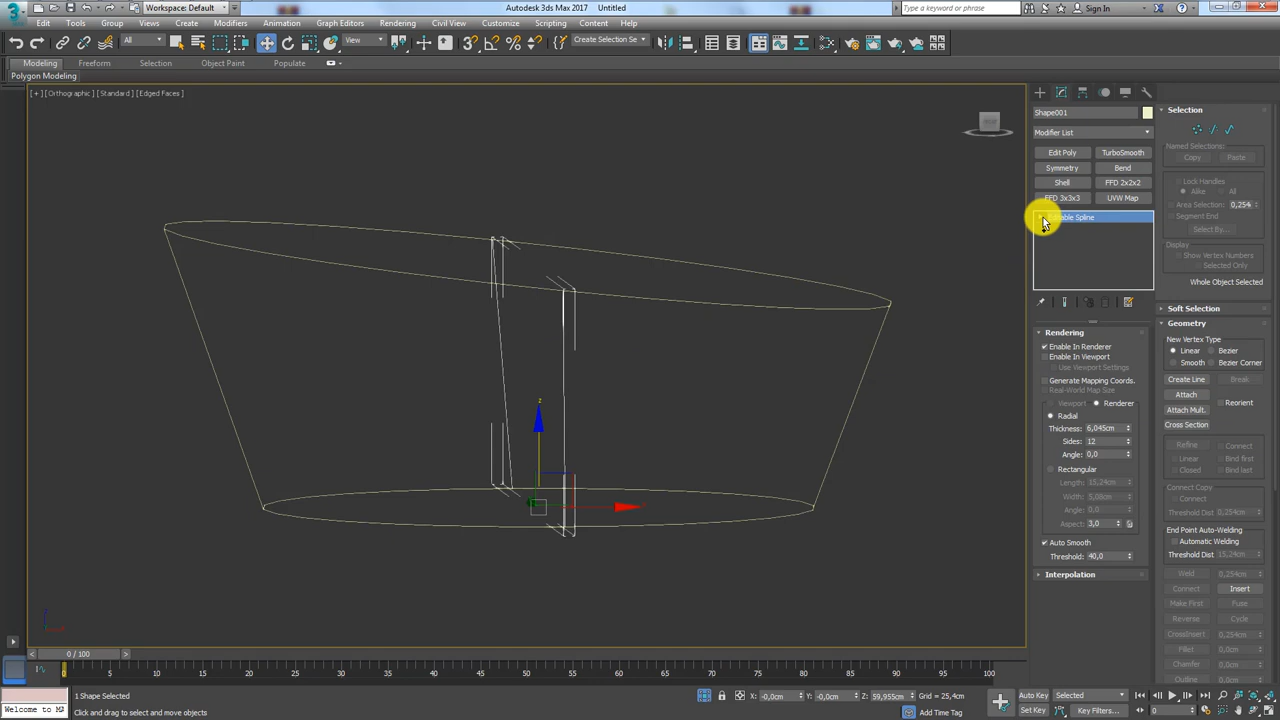 Workspace: Default
Autodesk 3ds Max 2017   Untitled
Type a keyword or phrase
Sign In
Edit Tools Group Views Create Modifiers Animation Graph Editors Rendering Civil View Customize Scripting Content Help
All
View
Create Selection Se
Modeling Freeform Selection Object Paint Populate
Polygon Modeling
[+] [Orthographic] [Standard] [Edged Faces]
Shape001
Modifier List
Edit Poly TurboSmooth
Symmetry Bend
Shell FFD 2x2x2
FFD 3x3x3 UVW Map
Editable Spline
Rendering
Enable In Renderer
Enable In Viewport
Use Viewport Settings
Generate Mapping Coords.
Real-World Map Size
Viewport Renderer
Radial
Thickness: 6,045cm
Sides: 12
Angle: 0,0
Rectangular
Length: 15,24cm
Width: 5,08cm
Angle: 0,0
Aspect: 3,0
Auto Smooth
Threshold: 40,0
Interpolation
Selection
Named Selections:
Copy Paste
Lock Handles
Alike All
Area Selection: 0,254
Segment End
Select By...
Display
Show Vertex Numbers
Selected Only
Whole Object Selected
Soft Selection
Geometry
New Vertex Type
Linear Bezier
Smooth Bezier Corner
Create Line Break
Attach Reorient
Attach Mult.
Cross Section
Refine Connect
Linear Bind first
Closed Bind last
Connect Copy
Connect
Threshold Dist 0,254cm
End Point Auto-Welding
Automatic Welding
Threshold Dist 15,24cm
Weld 0,254cm
Connect Insert
Make First Fuse
Reverse Cycle
CrossInsert 0,254cm
Fillet 0,0cm
Chamfer 0,0cm
Outline 0,0cm
z
0 / 100
0 5 10 15 20 25 30 35 40 45 50 55 60 65 70 75 80 85 90 95 100
1 Shape Selected
X: -0,0cm Y: -0,0cm Z: 59,955cm Grid = 25,4cm
Auto Key Selected
Welcome to M
Click and drag to select and move objects
Add Time Tag
Set Key Key Filters...
0